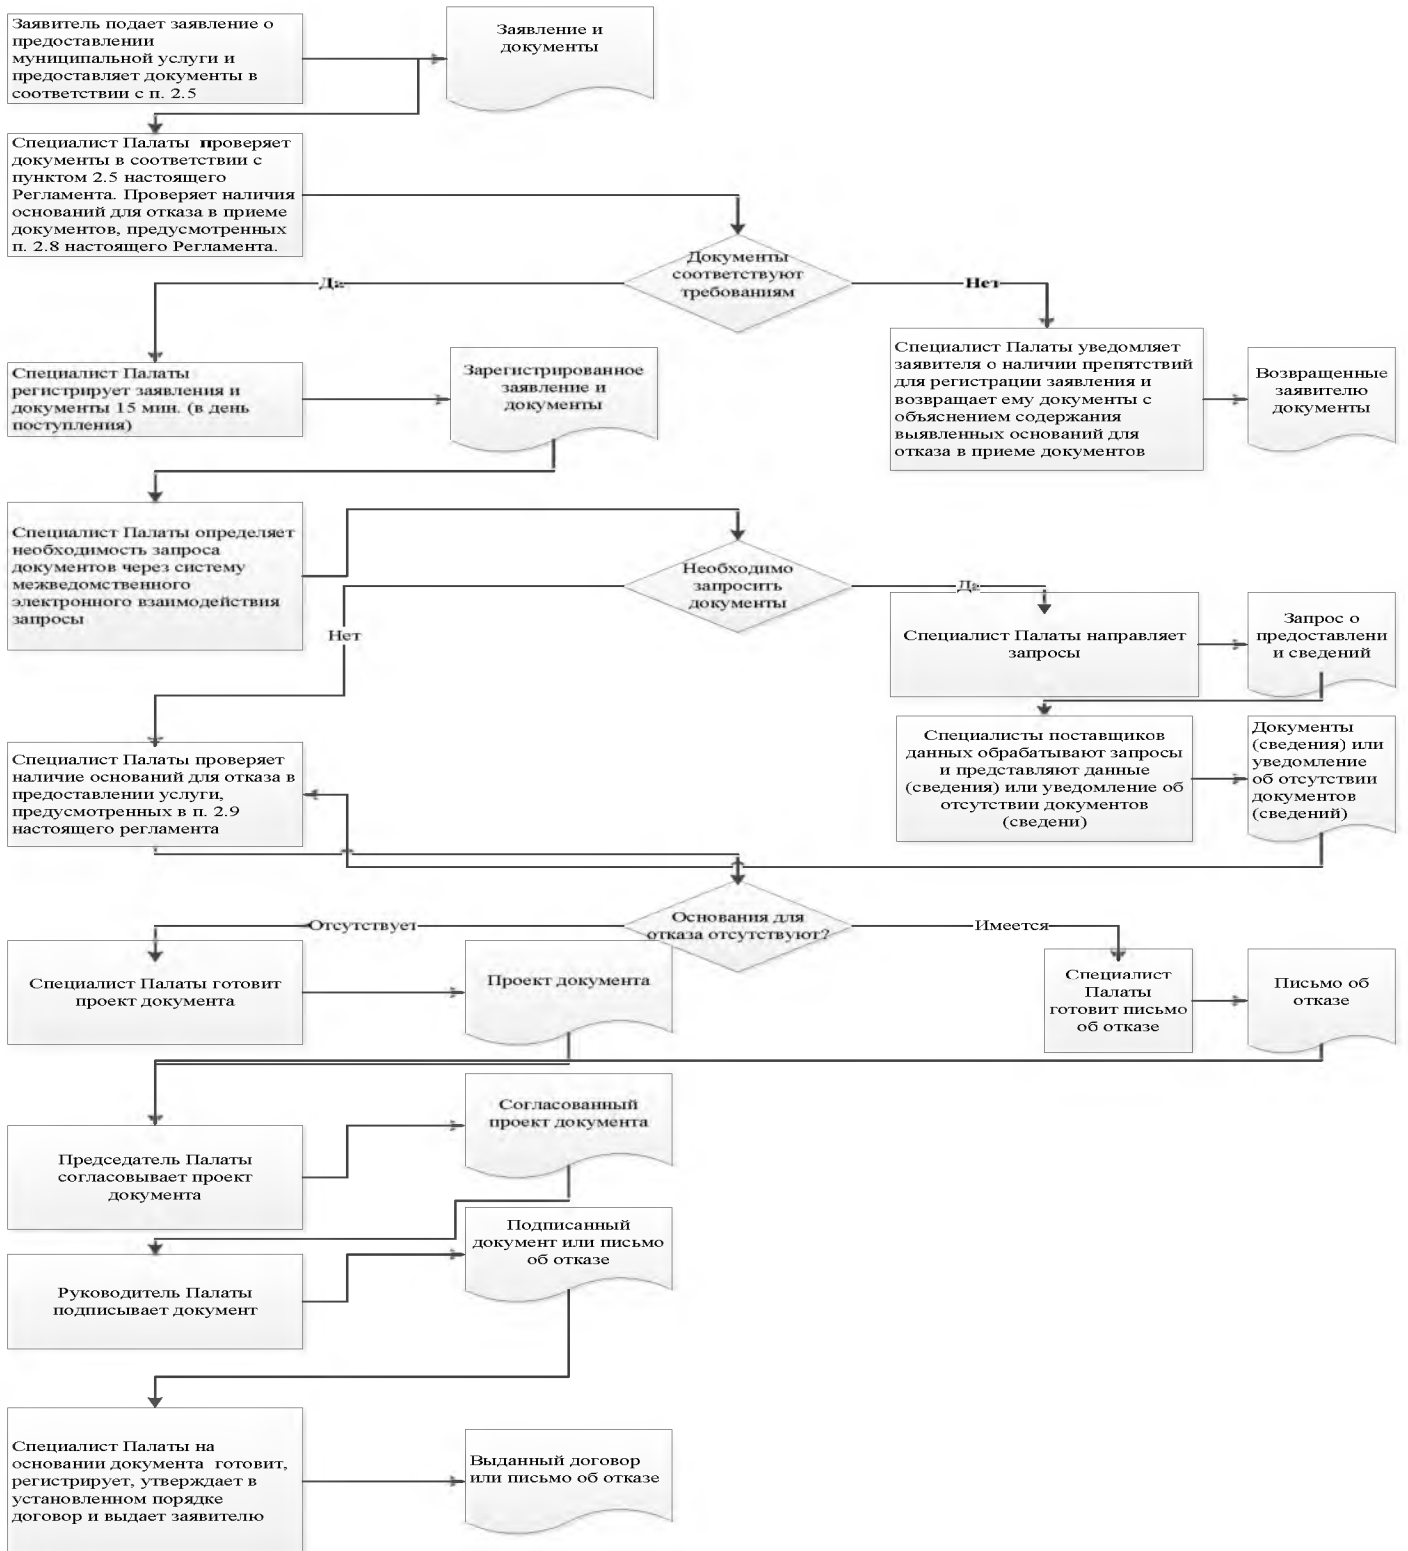 Заявитель подает заявление о
предоставлении
муниципальной услуги и
предоставляет документы в
соответствии с п. 2.5
Заявление и
документы
Специалист Палаты проверяет
документы в соответствии с
пунктом 2.5 настоящего
Регламента. Проверяет наличия
оснований для отказа в приеме
документов, предусмотренных
п. 2.8 настоящего Регламента.
Документы
соответствуют
требованиям
Да
Нет
Специалист Палаты
регистрирует заявления и
документы 15 мин. (в день
поступления)
Зарегистрированное
заявление и
документы
Специалист Палаты уведомляет
заявителя о наличии препятствий
для регистрации заявления и
возвращает ему документы с
объяснением содержания
выявленных оснований для
отказа в приеме документов
Возвращенные
заявителю
документы
Специалист Палаты определяет
необходимость запроса
документов через систему
межведомственного
электронного взаимодействия
запросы
Необходимо
запросить
документы
Да
Нет
Специалист Палаты направляет
запросы
Запрос о
предоставлени
и сведений
Специалисты поставщиков
данных обрабатывают запросы
и представляют данные
(сведения) или уведомление об
отсутствии документов
(сведени)
Документы
(сведения) или
уведомление
об отсутствии
документов
(сведений)
Специалист Палаты проверяет
наличие оснований для отказа в
предоставлении услуги,
предусмотренных в п. 2.9
настоящего регламента
Основания для
отказа отсутствуют?
Отсутствует
Имеется
Специалист Палаты готовит
проект документа
Проект документа
Специалист
Палаты
готовит письмо
об отказе
Письмо об
отказе
Председатель Палаты
согласовывает проект
документа
Согласованный
проект документа
Руководитель Палаты
подписывает документ
Подписанный
документ или письмо
об отказе
Специалист Палаты на
основании документа готовит,
регистрирует, утверждает в
установленном порядке
договор и выдает заявителю
Выданный договор
или письмо об отказе